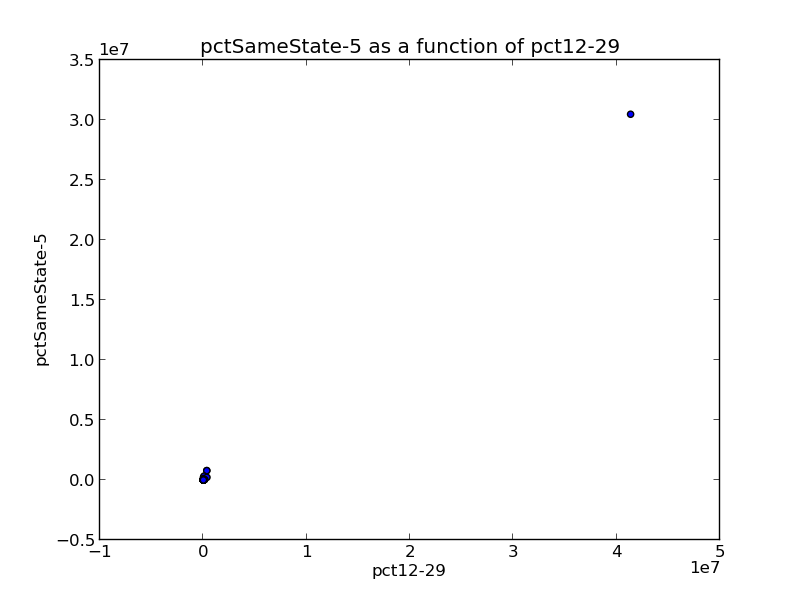 pctSameState-5 as a function of pct12-29
1e7
3.5
3.0
2.5
2.0
1.5
1.0
0.5
0.0
−0.5
pctSameState-5
−1 0 1 2 3 4 5
1e7
pct12-29